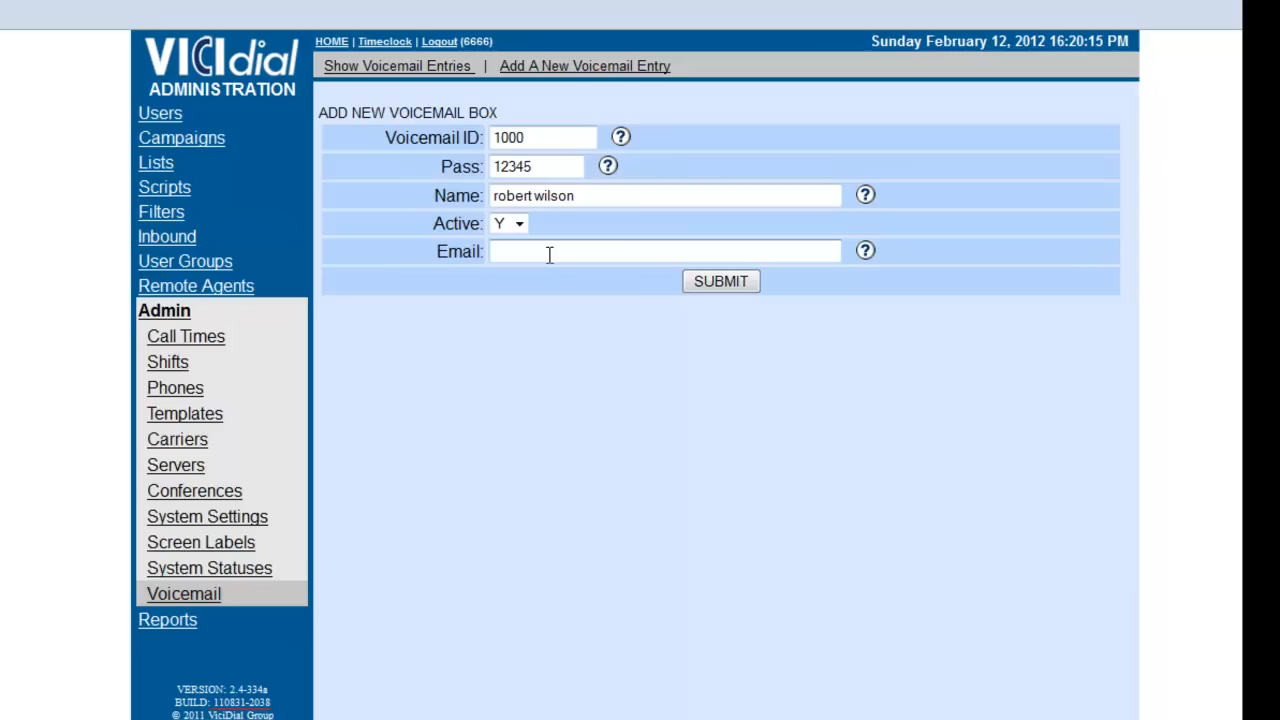 VICIdial
ADMINISTRATION
HOME | Timeclock | Logout (6666)
Sunday February 12, 2012 16:20:15 PM
Show Voicemail Entries | Add A New Voicemail Entry
Users
Campaigns
Lists
Scripts
Filters
Inbound
User Groups
Remote Agents
Admin
Call Times
Shifts
Phones
Templates
Carriers
Servers
Conferences
System Settings
Screen Labels
System Statuses
Voicemail
Reports
VERSION: 2.4-334a
BUILD: 110831-2038
© 2011 ViciDial Group
ADD NEW VOICEMAIL BOX
Voicemail ID: 1000 ?
Pass: 12345 ?
Name: robert wilson ?
Active: Y
Email: ?
SUBMIT